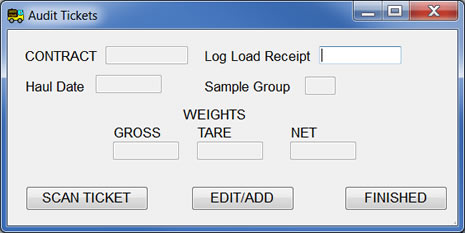 Audit Tickets
CONTRACT Log Load Receipt
Haul Date Sample Group
WEIGHTS
GROSS TARE NET
SCAN TICKET EDIT/ADD FINISHED